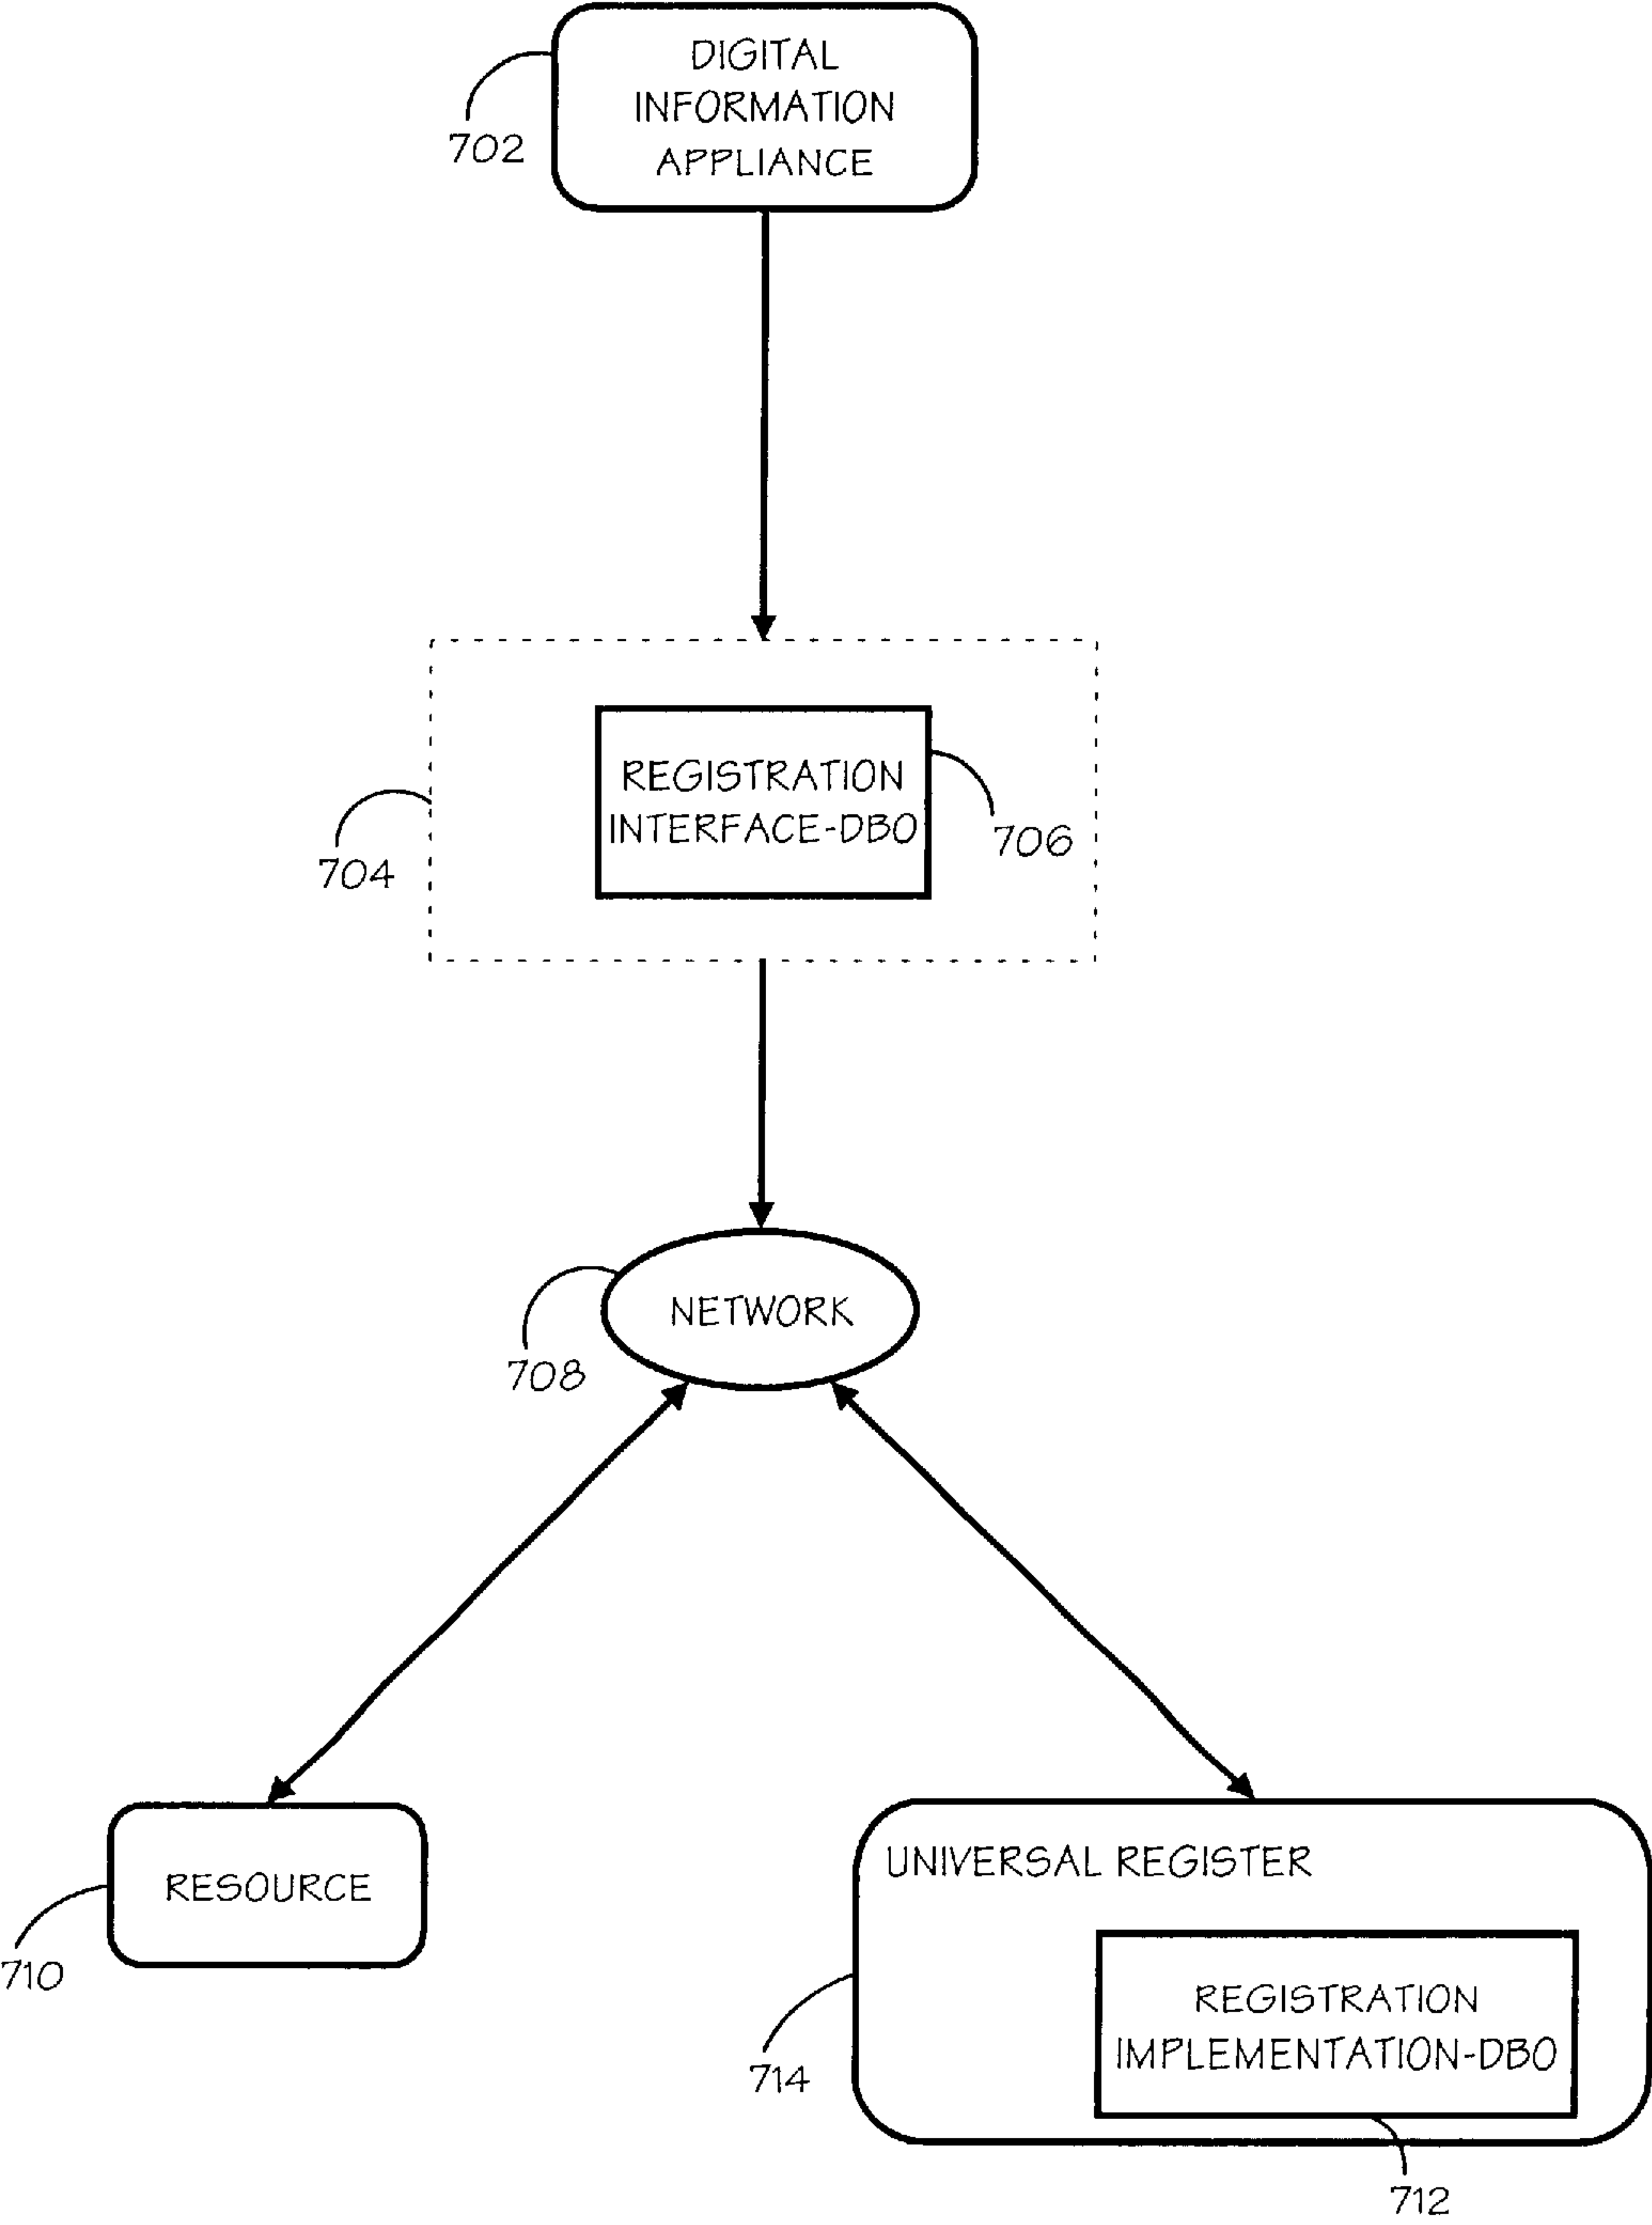 DIGITAL
INFORMATION
APPLIANCE
702
REGISTRATION
INTERFACE-DBO
706
704
NETWORK
708
UNIVERSAL REGISTER
RESOURCE
710
REGISTRATION
IMPLEMENTATION-DBO
714
712